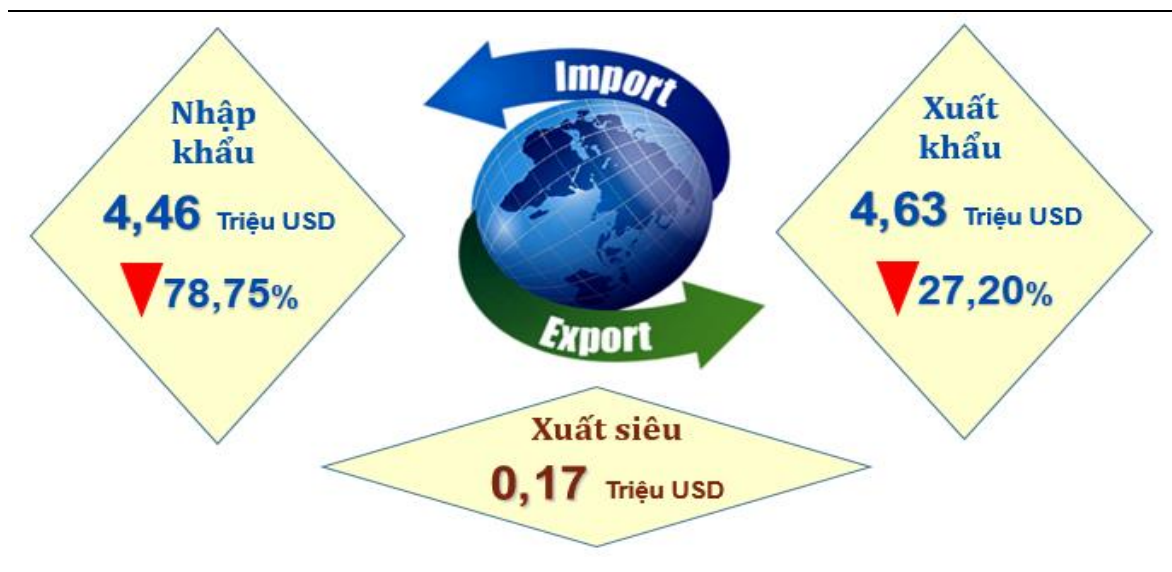 Nhập
khẩu
4,46 Triệu USD
78,75%
Import
Export
Xuất
khẩu
4,63 Triệu USD
27,20%
Xuất siêu
0,17 Triệu USD